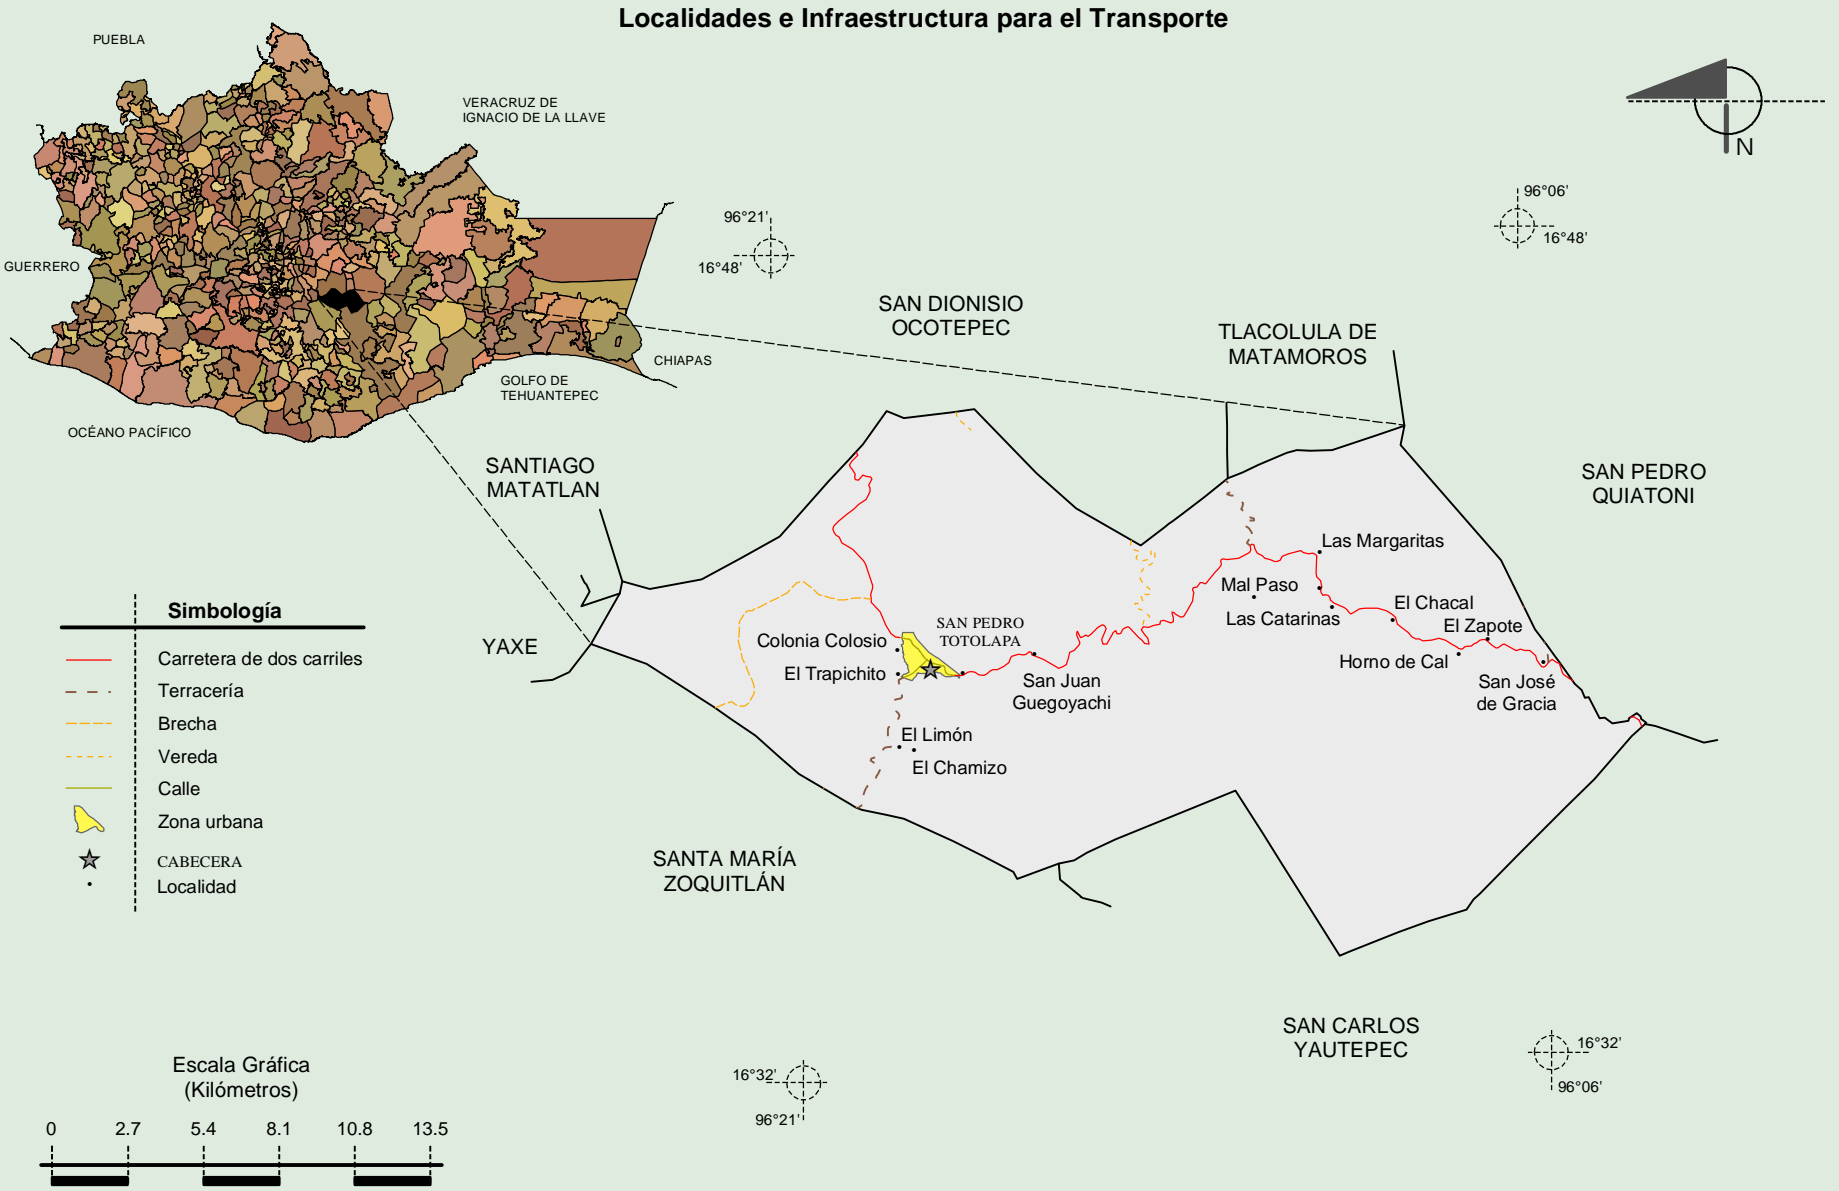 Localidades e Infraestructura para el Transporte
PUEBLA
VERACRUZ DE
IGNACIO DE LA LLAVE
GUERRERO
CHIAPAS
GOLFO DE
TEHUANTEPEC
OCÉANO PACÍFICO
N
96°21'
16°48'
96°06'
16°48'
SAN DIONISIO
OCOTEPEC
TLACOLULA DE
MATAMOROS
SANTIAGO
MATATLAN
SAN PEDRO
QUIATONI
YAXE
Las Margaritas
Mal Paso
Las Catarinas
El Chacal
El Zapote
Horno de Cal
San José
de Gracia
SAN PEDRO
TOTOLAPA
Colonia Colosio
El Trapichito
San Juan
Guegoyachi
El Limón
El Chamizo
SANTA MARÍA
ZOQUITLÁN
SAN CARLOS
YAUTEPEC
Simbología
Carretera de dos carriles
Terracería
Brecha
Vereda
Calle
Zona urbana
CABECERA
Localidad
16°32'
96°21'
16°32'
96°06'
Escala Gráfica
(Kilómetros)
0 2.7 5.4 8.1 10.8 13.5